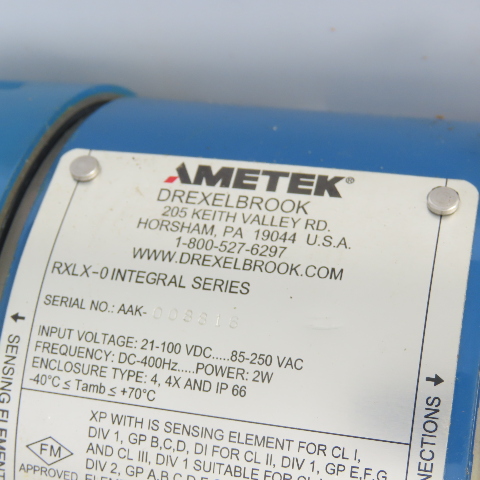 AMETEK®
DREXELBROOK
205 KEITH VALLEY RD.
HORSHAM, PA 19044 U.S.A.
1-800-527-6297
WWW.DREXELBROOK.COM
RXLX-0 INTEGRAL SERIES
SERIAL NO.: AAK-
INPUT VOLTAGE: 21-100 VDC.....85-250 VAC
FREQUENCY: DC-400Hz.....POWER: 2W
ENCLOSURE TYPE: 4, 4X AND IP 66
-40°C ≤ Tamb ≤ +70°C
XP WITH IS SENSING ELEMENT FOR CL I,
DIV 1, GP B,C,D, DI FOR CL II, DIV 1, GP E,F,G
AND CL III, DIV 1 SUITABLE FOR CL
DIV 2, GP A,B,C,D,
FM
APPROVED
SENSING ELEMENT
CONNECTIONS